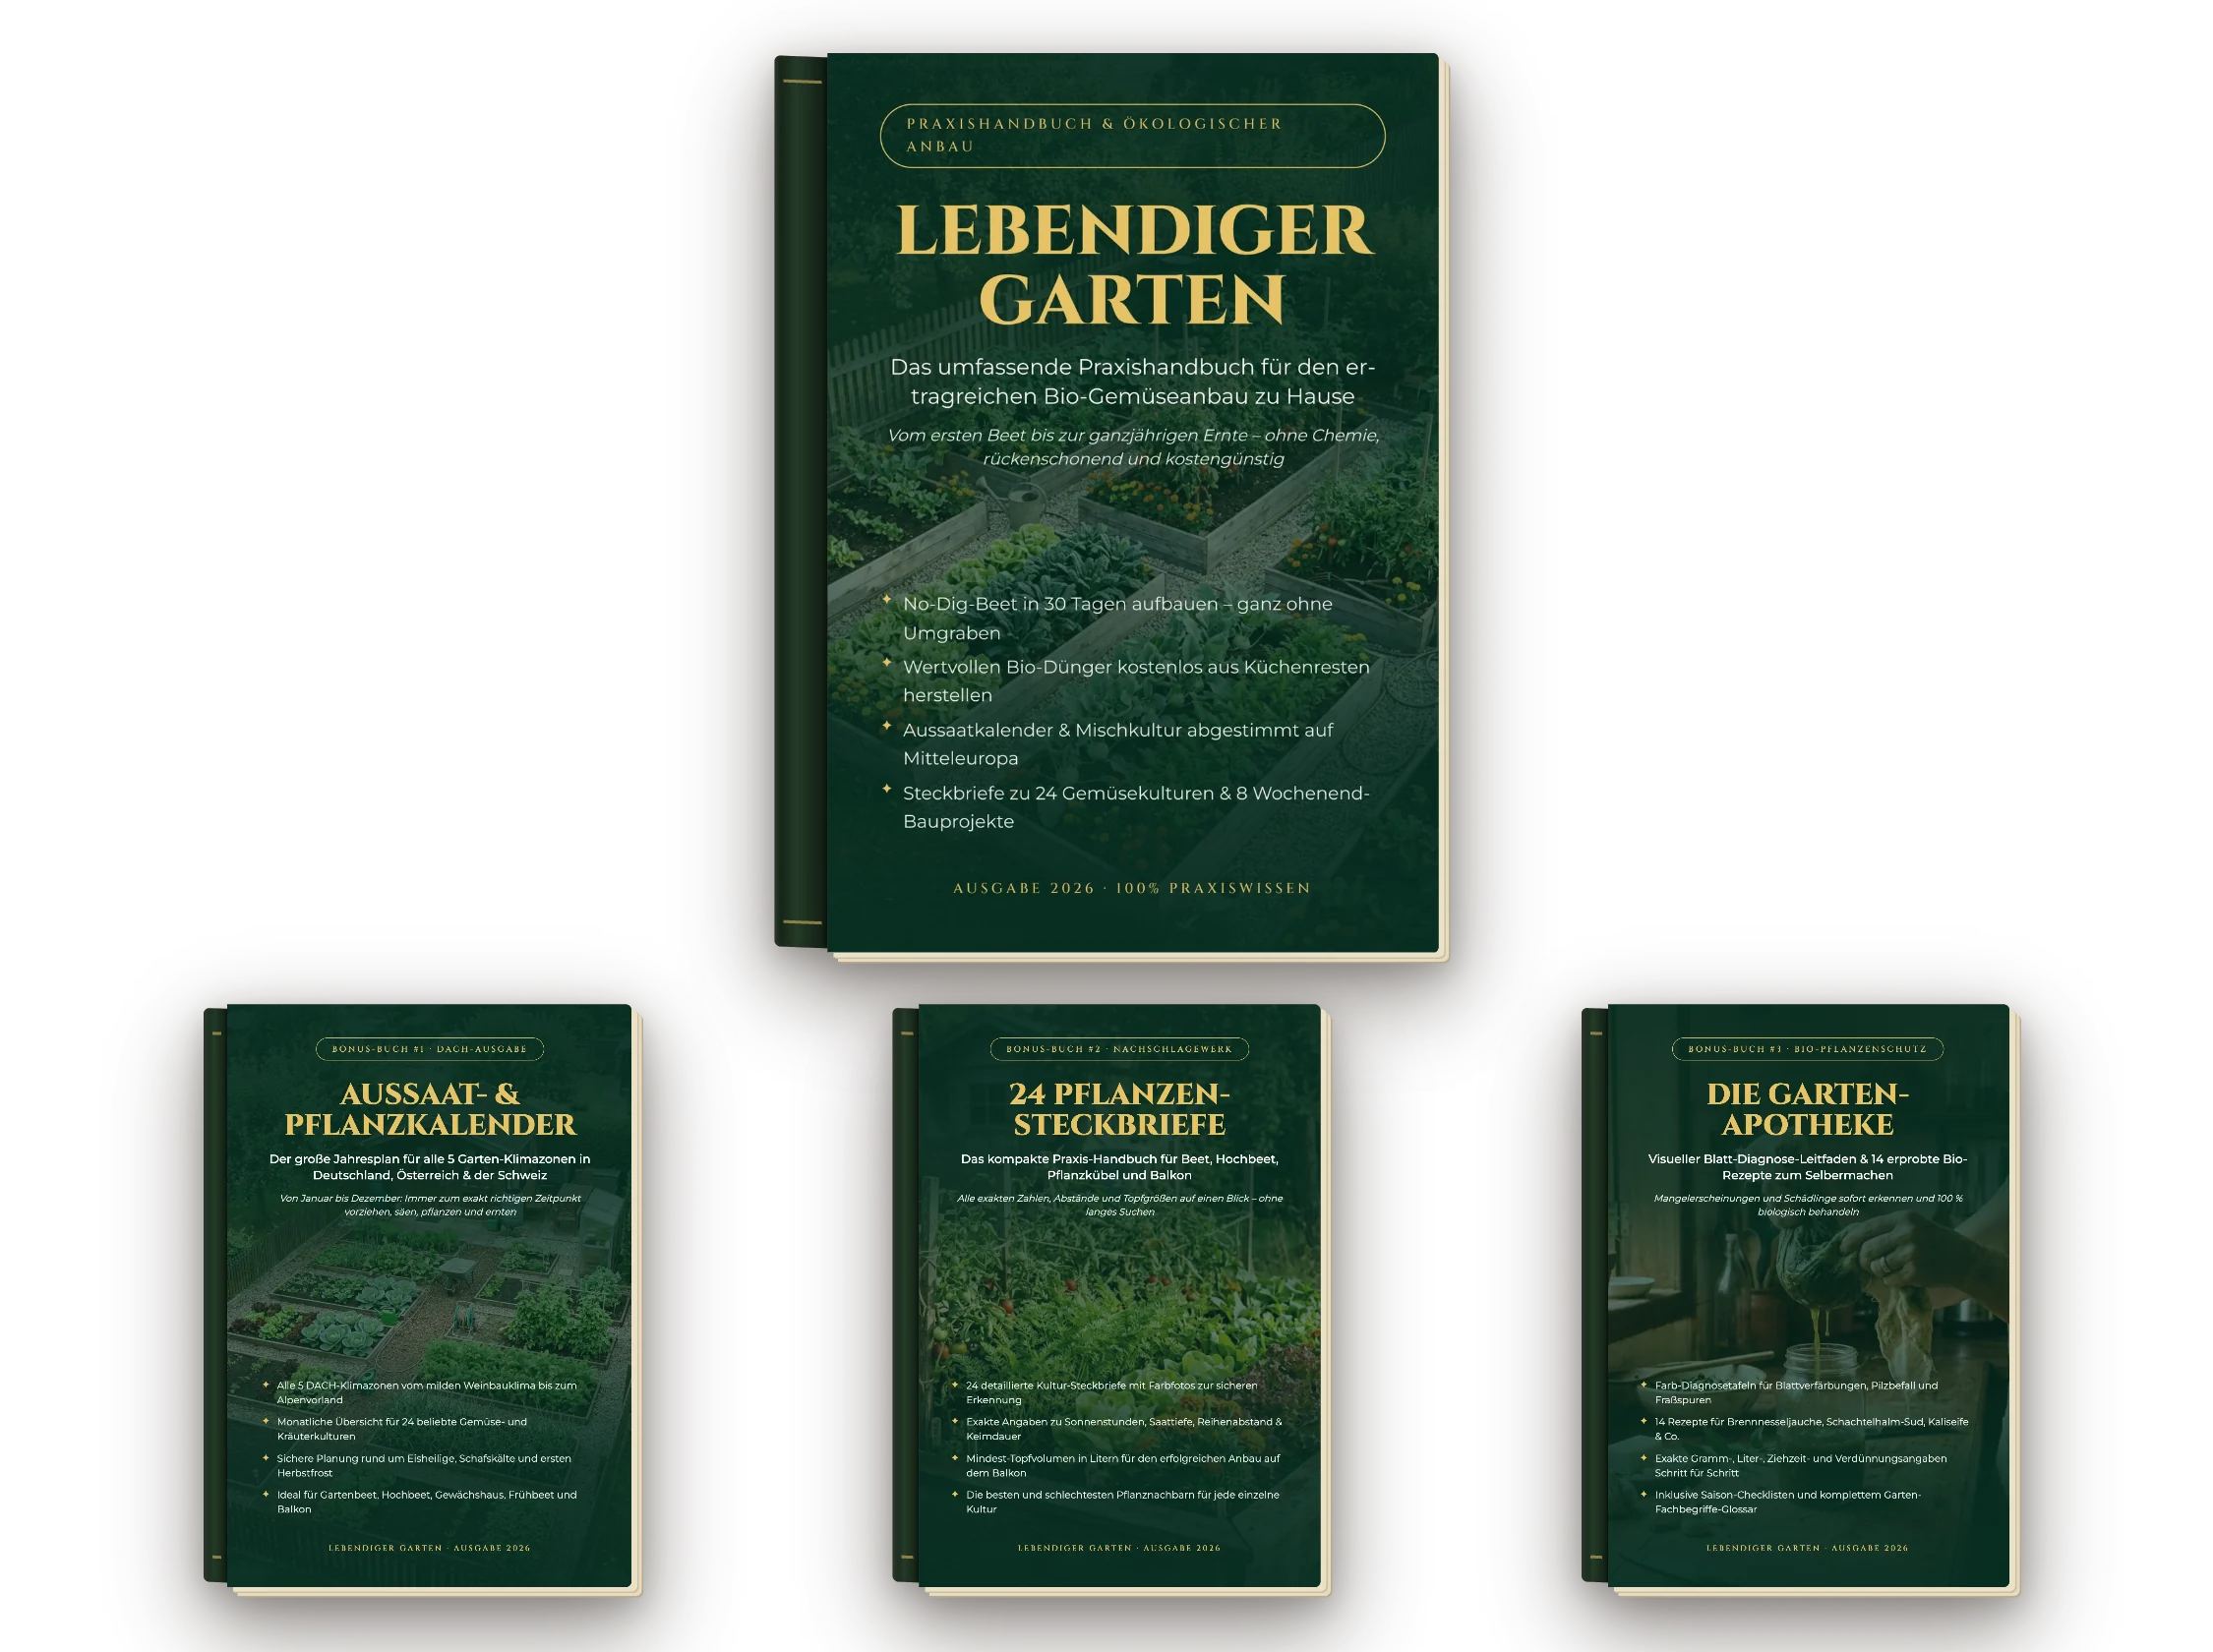 PRAXISHANDBUCH & ÖKOLOGISCHER
ANBAU
LEBENDIGER
GARTEN
Das umfassende Praxishandbuch für den er-
tragreichen Bio-Gemüseanbau zu Hause
Vom ersten Beet bis zur ganzjährigen Ernte – ohne Chemie,
rückenschonend und kostengünstig
No-Dig-Beet in 30 Tagen aufbauen – ganz ohne
Umgraben
Wertvollen Bio-Dünger kostenlos aus Küchenresten
herstellen
Aussaatkalender & Mischkultur abgestimmt auf
Mitteleuropa
Steckbriefe zu 24 Gemüsekulturen & 8 Wochenend-
Bauprojekte
AUSGABE 2026 · 100% PRAXISWISSEN
BONUS-BUCH #1 · DACH-AUSGABE
AUSSAAT- &
PFLANZKALENDER
Der große Jahresplan für alle 5 Garten-Klimazonen in
Deutschland, Österreich & der Schweiz
Von Januar bis Dezember: Immer zum exakt richtigen Zeitpunkt
vorziehen, säen, pflanzen und ernten
Alle 5 DACH-Klimazonen vom milden Weinbauklima bis zum
Alpenvorland
Monatliche Übersicht für 24 beliebte Gemüse- und
Kräuterkulturen
Sichere Planung rund um Eisheilige, Schafskälte und ersten
Herbstfrost
Ideal für Gartenbeet, Hochbeet, Gewächshaus, Frühbeet und
Balkon
LEBENDIGER GARTEN · AUSGABE 2026
BONUS-BUCH #2 · NACHSCHLAGEWERK
24 PFLANZEN-
STECKBRIEFE
Das kompakte Praxis-Handbuch für Beet, Hochbeet,
Pflanzkübel und Balkon
Alle exakten Zahlen, Abstände und Topfgrößen auf einen Blick – ohne
langes Suchen
24 detaillierte Kultur-Steckbriefe mit Farbfotos zur sicheren
Erkennung
Exakte Angaben zu Sonnenstunden, Saattiefe, Reihenabstand &
Keimdauer
Mindest-Topfvolumen in Litern für den erfolgreichen Anbau auf
dem Balkon
Die besten und schlechtesten Pflanznachbarn für jede einzelne
Kultur
LEBENDIGER GARTEN · AUSGABE 2026
BONUS-BUCH #3 · BIO-PFLANZENSCHUTZ
DIE GARTEN-
APOTHEKE
Visueller Blatt-Diagnose-Leitfaden & 14 erprobte Bio-
Rezepte zum Selbermachen
Mangelerscheinungen und Schädlinge sofort erkennen und 100 %
biologisch behandeln
Farb-Diagnosetafeln für Blattverfärbungen, Pilzbefall und
Fraßspuren
14 Rezepte für Brennnesseljauche, Schachtelhalm-Sud, Kaliseife
& Co.
Exakte Gramm-, Liter-, Ziehzeit- und Verdünnungsangaben
Schritt für Schritt
Inklusive Saison-Checklisten und komplettem Garten-
Fachbegriffe-Glossar
LEBENDIGER GARTEN · AUSGABE 2026